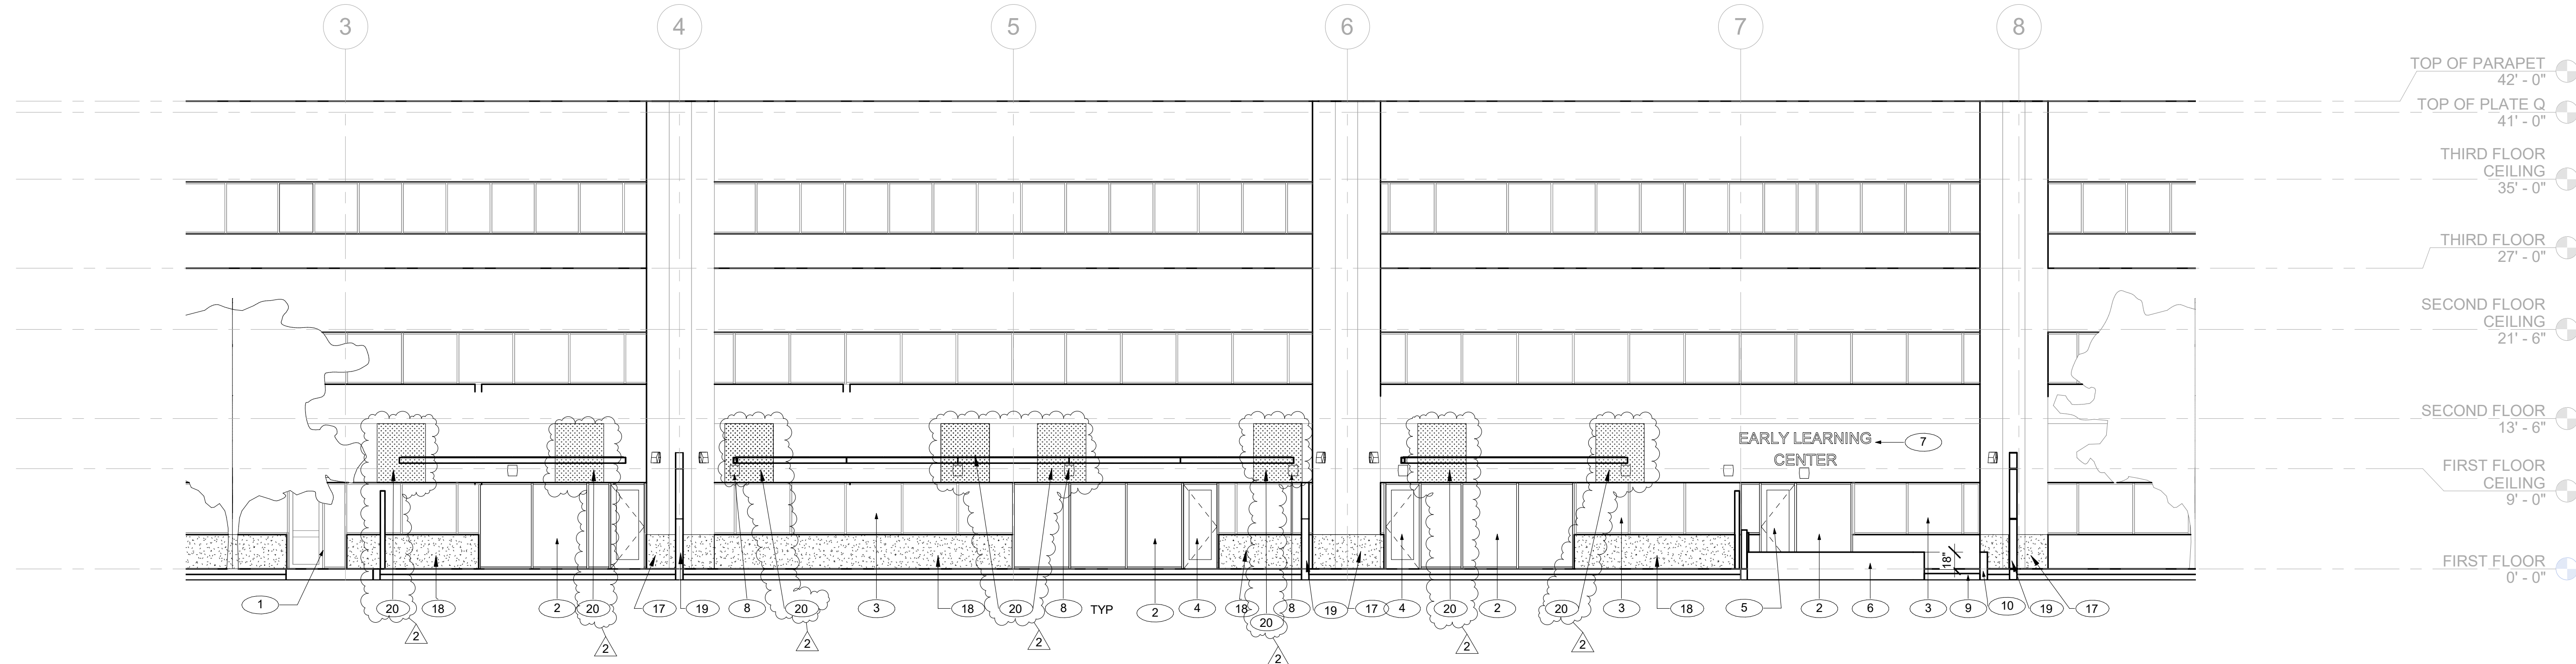 3
4
5
6
7
8
TOP OF PARAPET
42' - 0"
TOP OF PLATE Q
41' - 0"
THIRD FLOOR
CEILING
35' - 0"
THIRD FLOOR
27' - 0"
SECOND FLOOR
CEILING
21' - 6"
SECOND FLOOR
13' - 6"
FIRST FLOOR
CEILING
9' - 0"
FIRST FLOOR
0' - 0"
EARLY LEARNING
CENTER
7
18"
1
20
18
2
20
17
19
8
20
3
18
20
8
TYP
2
4
18
20
8
19
17
4
20
2
20
3
18
5
2
6
3
9
10
19
17
2
2
2
2
2
2
2